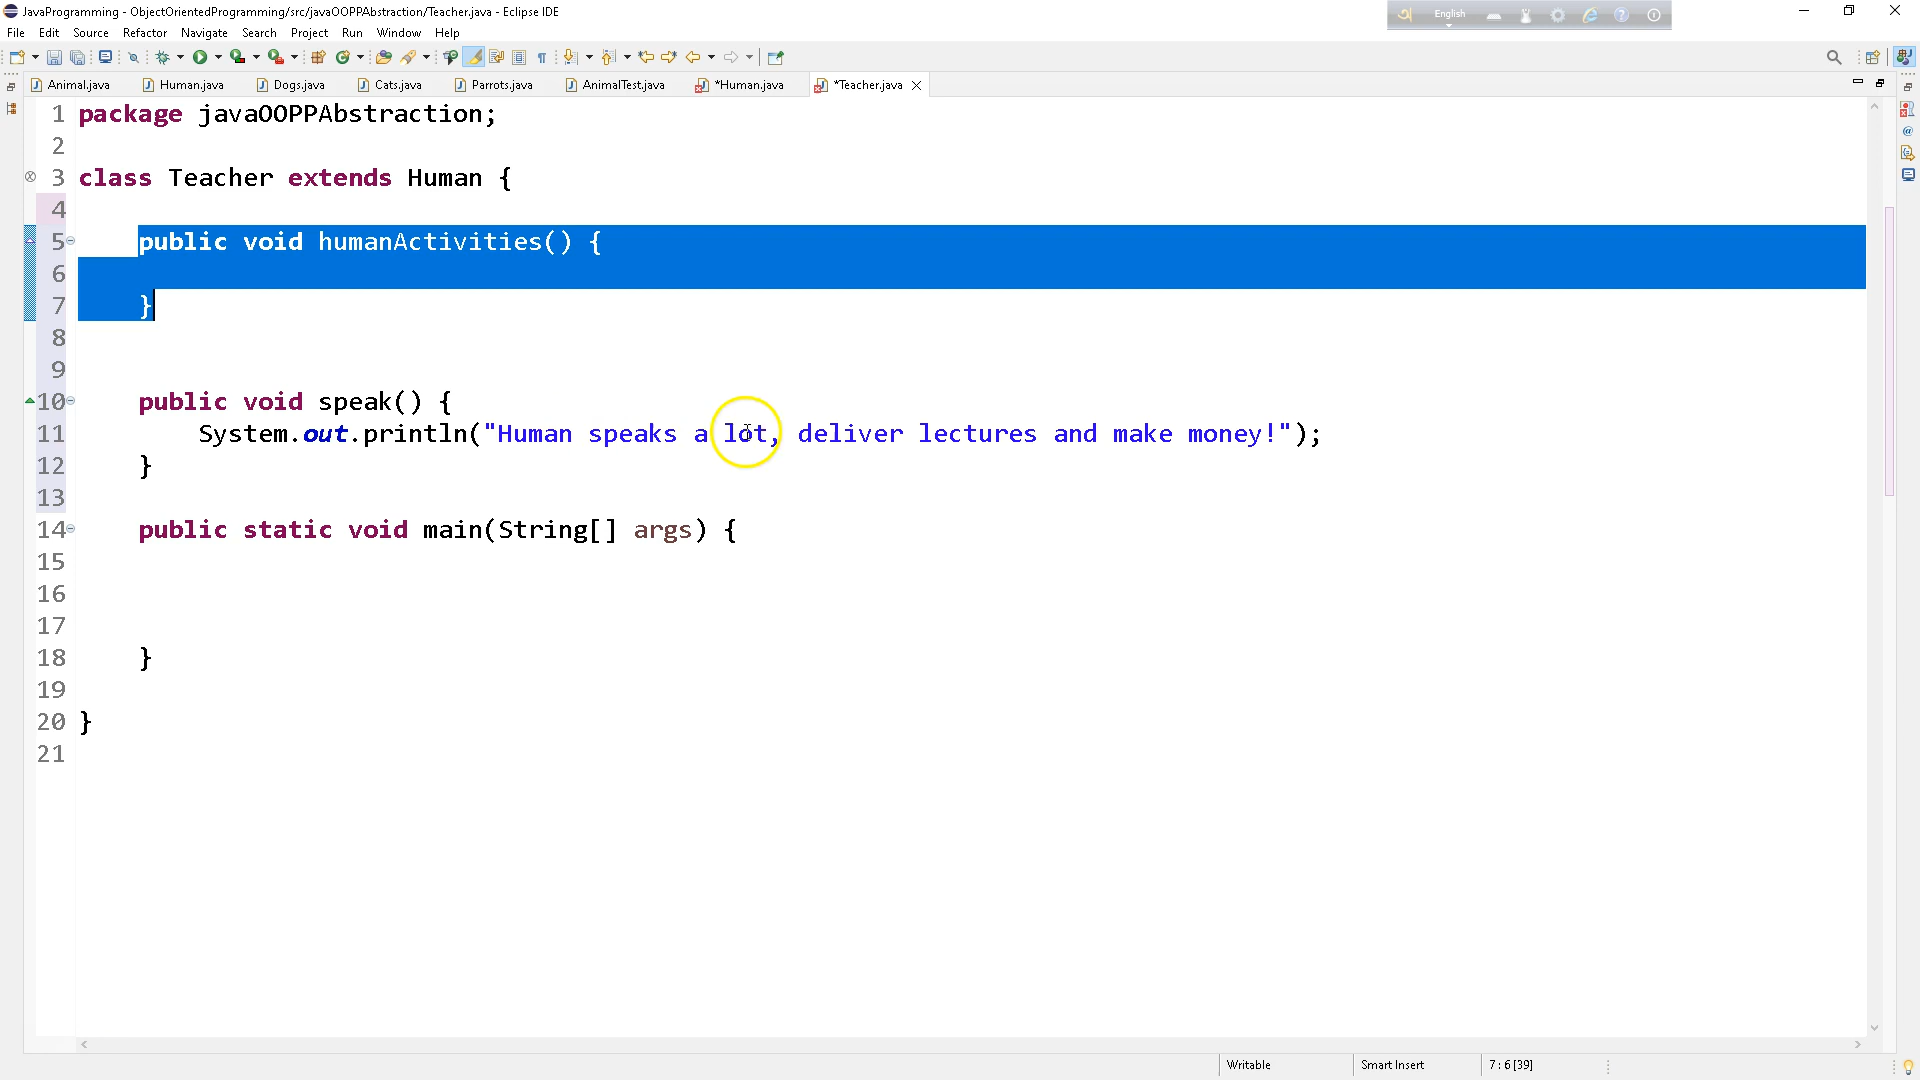 JavaProgramming - ObjectOrientedProgramming/src/javaOOPPAbstraction/Teacher.java - Eclipse IDE
English
File Edit Source Refactor Navigate Search Project Run Window Help
Animal.java Human.java Dogs.java Cats.java Parrots.java AnimalTest.java *Human.java *Teacher.java
1 package javaOOPPAbstraction;
2
3 class Teacher extends Human {
4
5 public void humanActivities() {
6
7 }
8
9
10 public void speak() {
11 System.out.println("Human speaks a lot, deliver lectures and make money!");
12 }
13
14 public static void main(String[] args) {
15
16
17
18 }
19
20 }
21
Writable Smart Insert 7 : 6 [39]